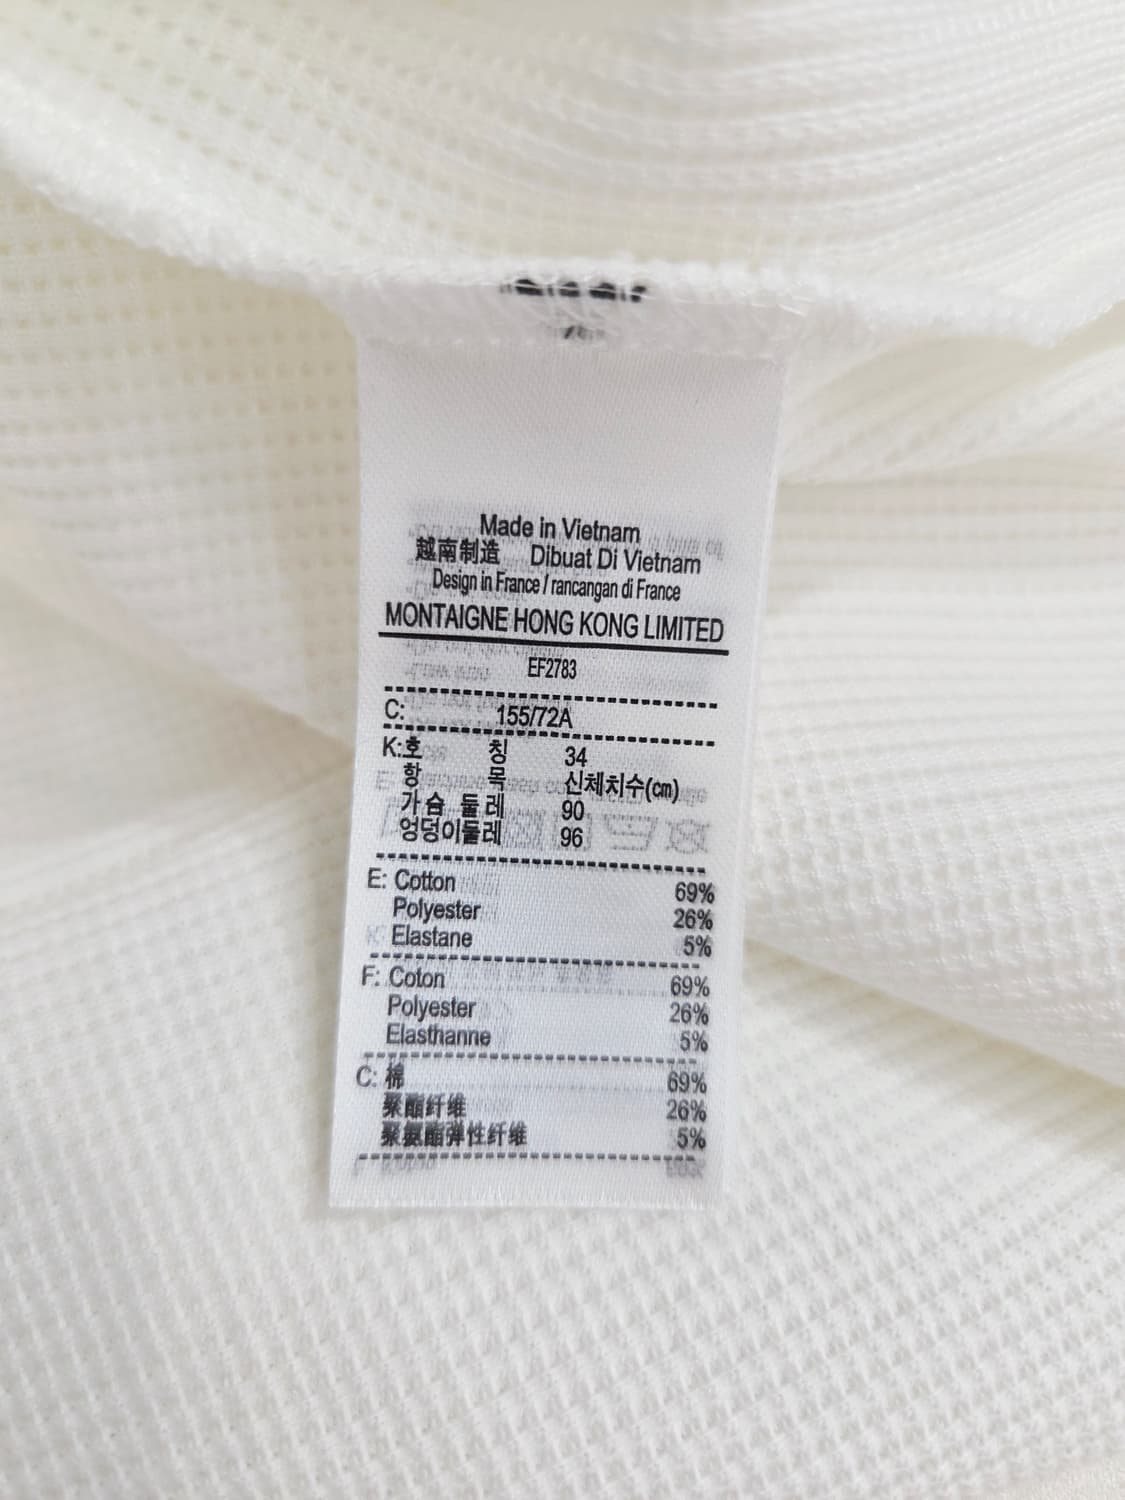 Made in Vietnam
越南制造 Dibuat Di Vietnam
Design in France / rancangan di France
MONTAIGNE HONG KONG LIMITED
EF2783
C: 155/72A
K:호 칭 34
항 목 신체치수(cm)
가슴 둘레 90
엉덩이둘레 96
E: Cotton 69%
Polyester 26%
Elastane 5%
F: Coton 69%
Polyester 26%
Elasthanne 5%
C: 棉 69%
聚酯纤维 26%
聚氨酯弹性纤维 5%